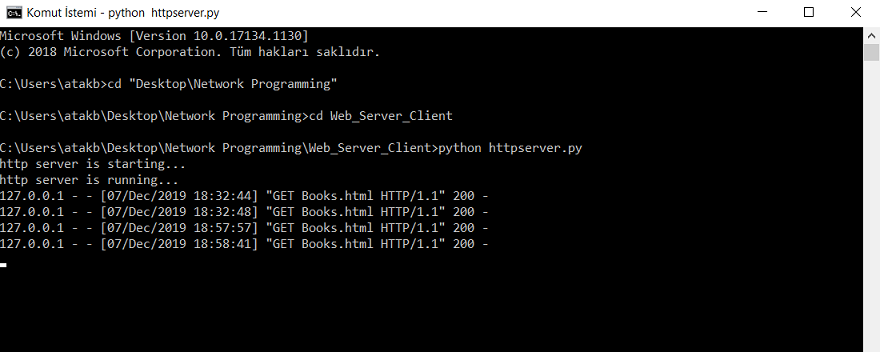 Komut İstemi - python httpserver.py
Microsoft Windows [Version 10.0.17134.1130]
(c) 2018 Microsoft Corporation. Tüm hakları saklıdır.
C:\Users\atakb>cd "Desktop\Network Programming"
C:\Users\atakb\Desktop\Network Programming>cd Web_Server_Client
C:\Users\atakb\Desktop\Network Programming\Web_Server_Client>python httpserver.py
http server is starting...
http server is running...
127.0.0.1 - - [07/Dec/2019 18:32:44] "GET Books.html HTTP/1.1" 200 -
127.0.0.1 - - [07/Dec/2019 18:32:48] "GET Books.html HTTP/1.1" 200 -
127.0.0.1 - - [07/Dec/2019 18:57:57] "GET Books.html HTTP/1.1" 200 -
127.0.0.1 - - [07/Dec/2019 18:58:41] "GET Books.html HTTP/1.1" 200 -